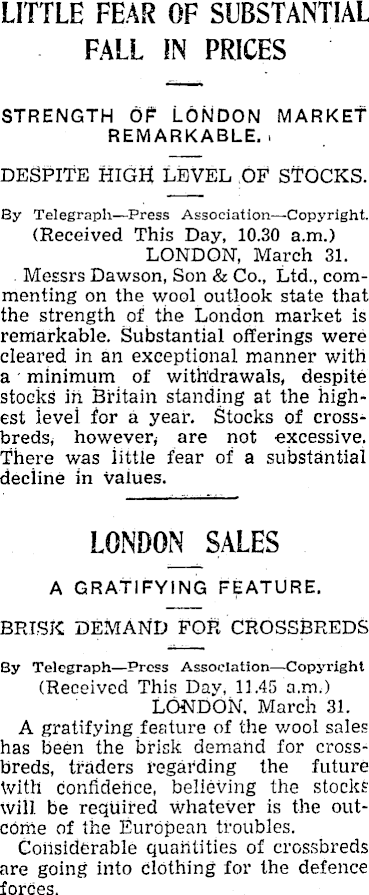 LITTLE FEAR OF SUBSTANTIAL
FALL IN PRICES
STRENGTH OF LONDON MARKET
REMARKABLE.
DESPITE HIGH LEVEL OF STOCKS.
By Telegraph—Press Association—Copyright.
(Received This Day, 10.30 a.m.)
LONDON, March 31.
Messrs Dawson, Son & Co., Ltd., com-
menting on the wool outlook state that
the strength of the London market is
remarkable. Substantial offerings were
cleared in an exceptional manner with
a minimum of withdrawals, despite
stocks in Britain standing at the high-
est level for a year. Stocks of cross-
breds, however, are not excessive.
There was little fear of a substantial
decline in values.
LONDON SALES
A GRATIFYING FEATURE.
BRISK DEMAND FOR CROSSBREDS
By Telegraph—Press Association—Copyright
(Received This Day, 11.45 a.m.)
LONDON, March 31.
A gratifying feature of the wool sales
has been the brisk demand for cross-
breds, traders regarding the future
with confidence, believing the stocks
will be required whatever is the out-
come of the European troubles.
Considerable quantities of crossbreds
are going into clothing for the defence
forces.